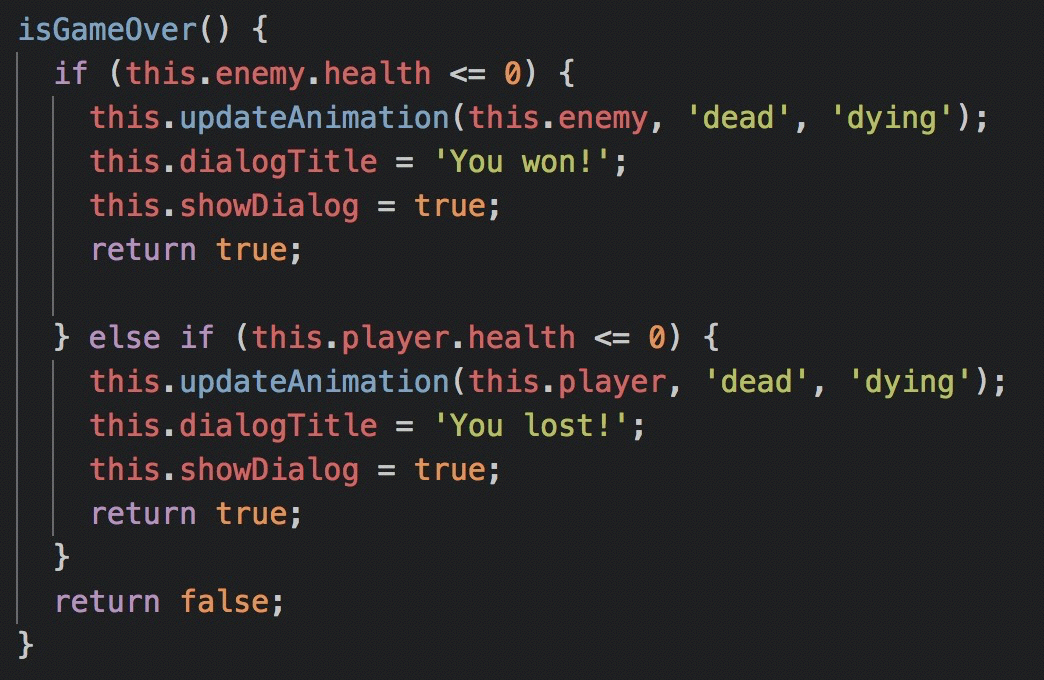 isGameOver() {
  if (this.enemy.health <= 0) {
    this.updateAnimation(this.enemy, 'dead', 'dying');
    this.dialogTitle = 'You won!';
    this.showDialog = true;
    return true;

  } else if (this.player.health <= 0) {
    this.updateAnimation(this.player, 'dead', 'dying');
    this.dialogTitle = 'You lost!';
    this.showDialog = true;
    return true;
  }
  return false;
}